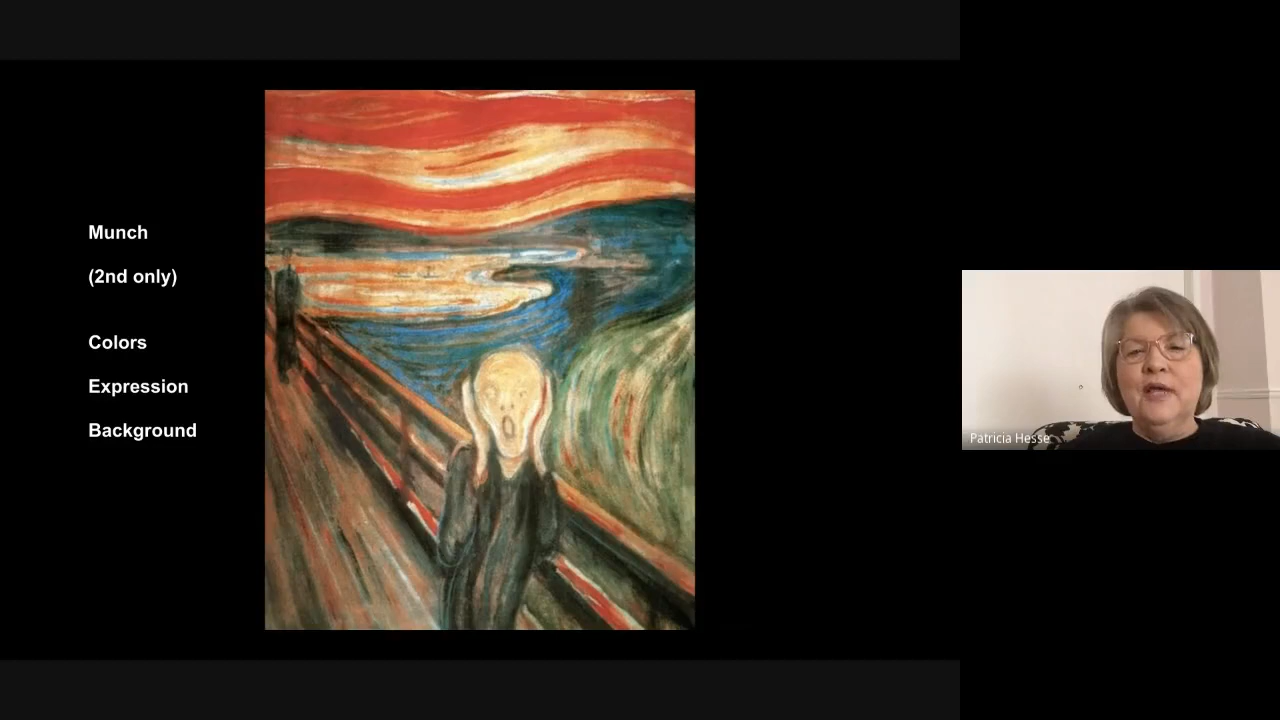 Munch
(2nd only)
Colors
Expression
Background
Patricia Hesse